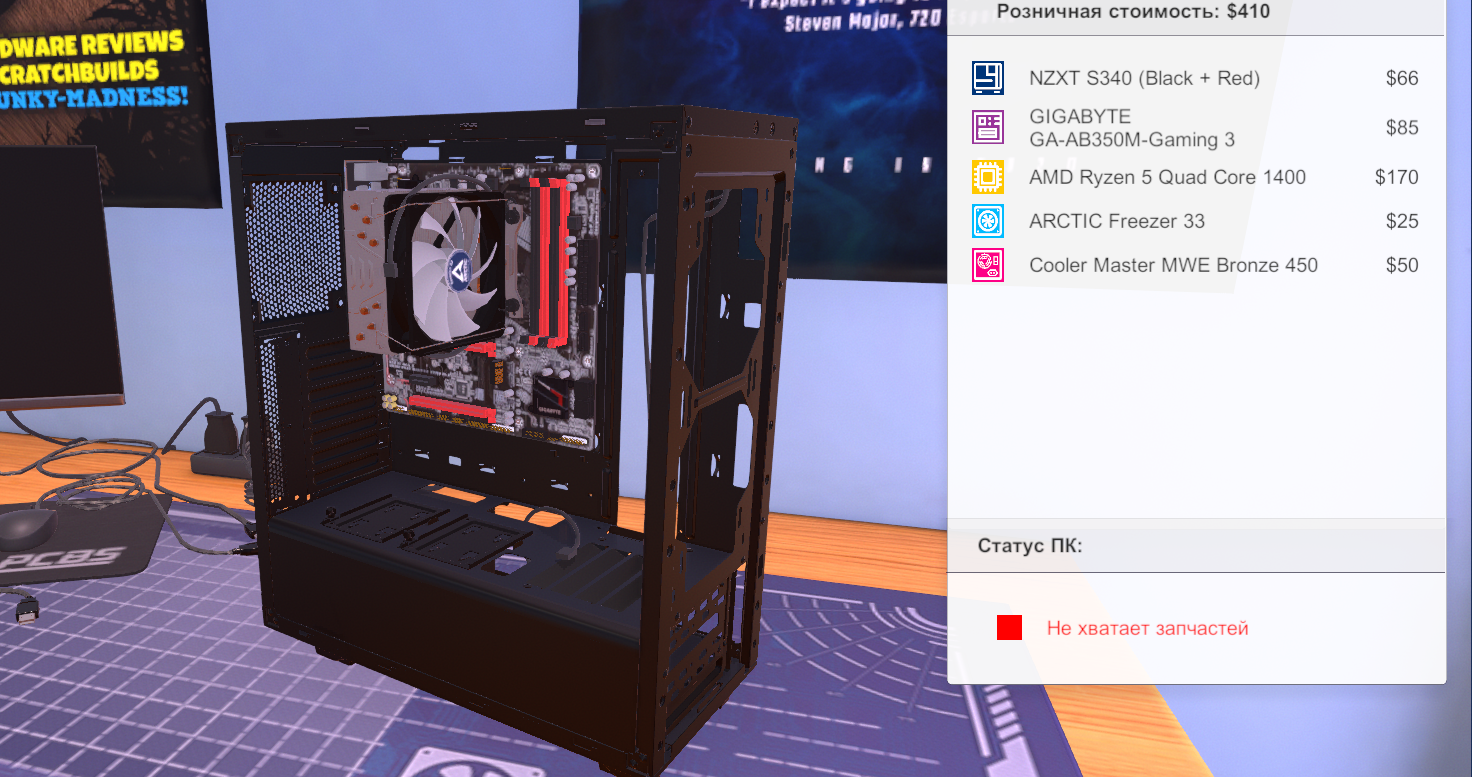 DWARE REVIEWS
CRATCHBUILDS
UNKY-MADNESS!
Steven Major, 720
PCBS
Розничная стоимость: $410
NZXT S340 (Black + Red) $66
GIGABYTE
GA-AB350M-Gaming 3 $85
AMD Ryzen 5 Quad Core 1400 $170
ARCTIC Freezer 33 $25
Cooler Master MWE Bronze 450 $50
Статус ПК:
Не хватает запчастей